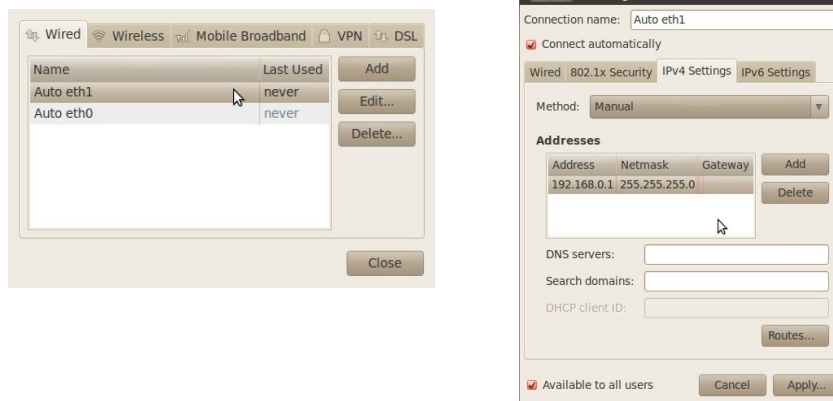 Wired Wireless Mobile Broadband VPN DSL
Name Last Used
Auto eth1 never
Auto eth0 never
Add
Edit...
Delete...
Close
Connection name: Auto eth1
Connect automatically
Wired 802.1x Security IPv4 Settings IPv6 Settings
Method: Manual
Addresses
Address Netmask Gateway
192.168.0.1 255.255.255.0
Add
Delete
DNS servers:
Search domains:
DHCP client ID:
Routes...
Available to all users
Cancel Apply...